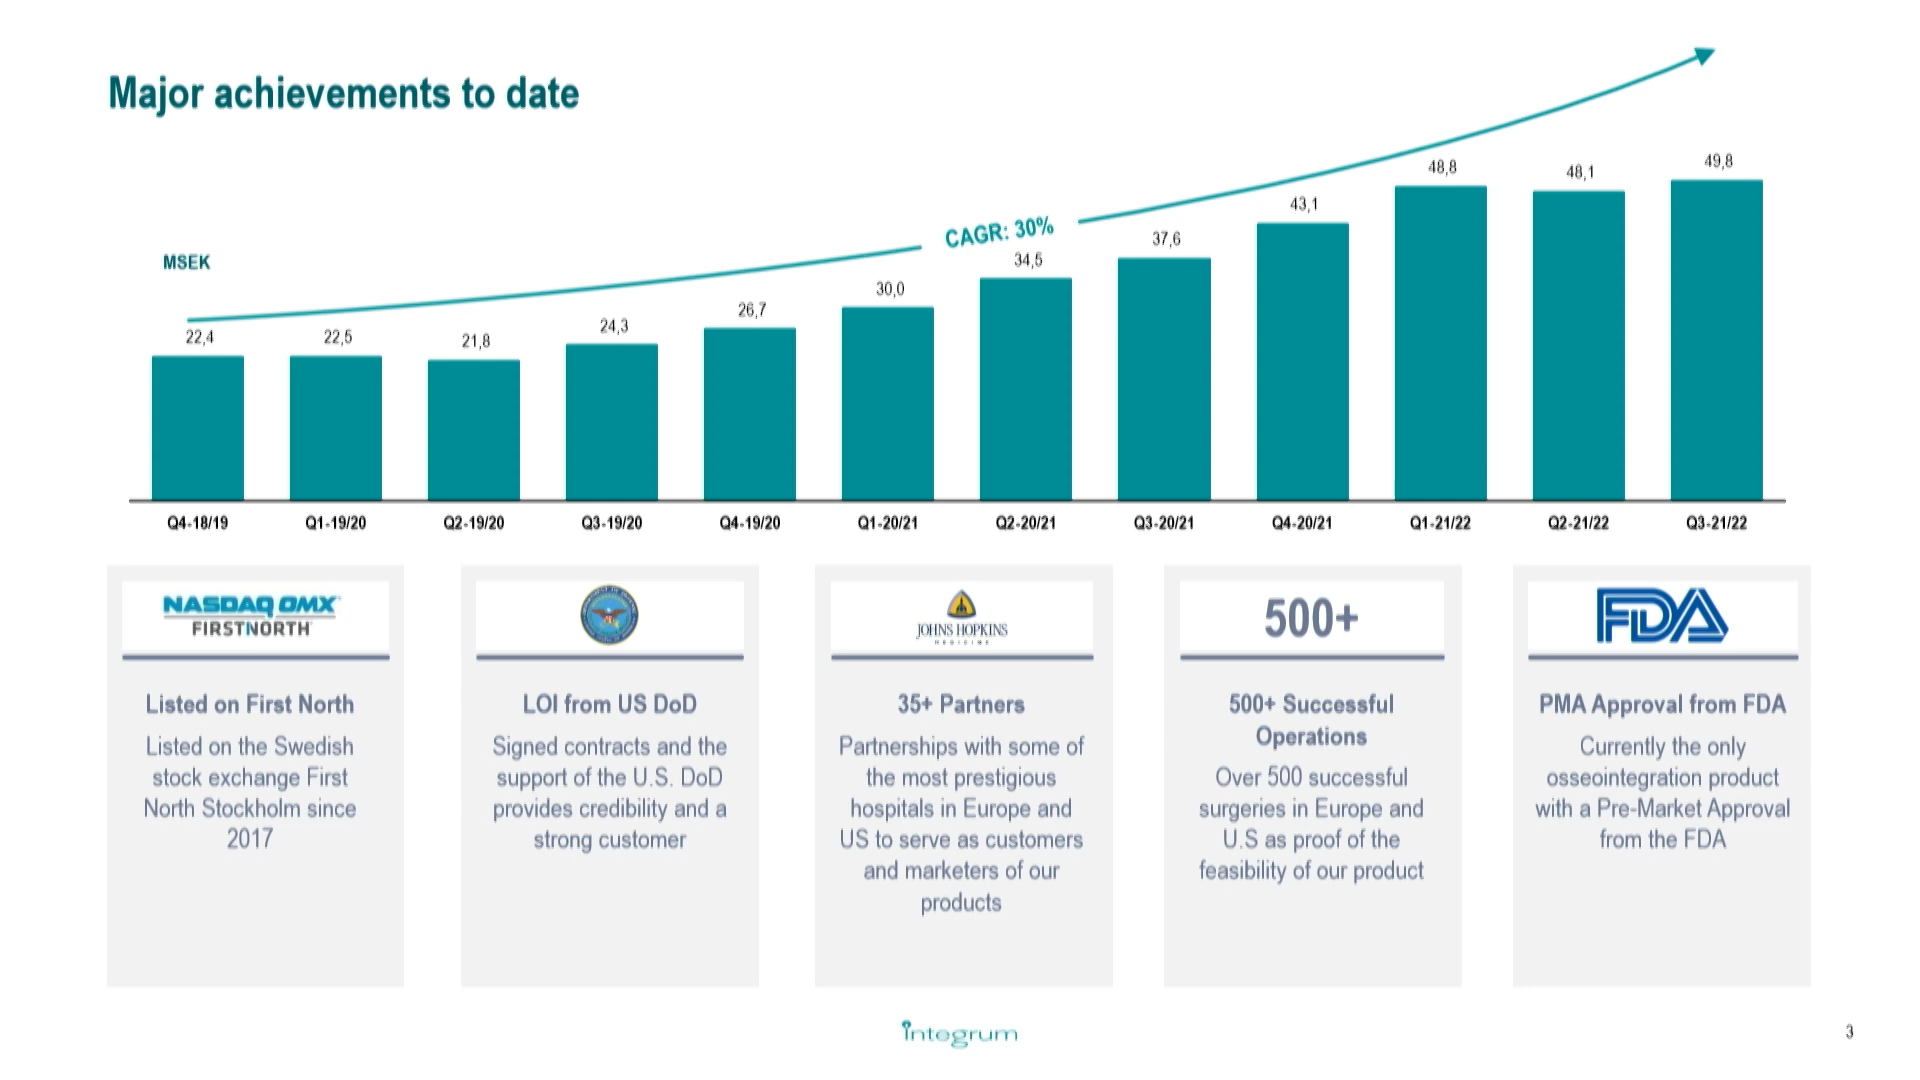 Major achievements to date
MSEK
CAGR: 30%
22,4
22,5
21,8
24,3
26,7
30,0
34,5
37,6
43,1
48,8
48,1
49,8
Q4-18/19
Q1-19/20
Q2-19/20
Q3-19/20
Q4-19/20
Q1-20/21
Q2-20/21
Q3-20/21
Q4-20/21
Q1-21/22
Q2-21/22
Q3-21/22
NASDAQ OMX
FIRSTNORTH
Listed on First North
Listed on the Swedish
stock exchange First
North Stockholm since
2017
LOI from US DoD
Signed contracts and the
support of the U.S. DoD
provides credibility and a
strong customer
JOHNS HOPKINS
MEDICINE
35+ Partners
Partnerships with some of
the most prestigious
hospitals in Europe and
US to serve as customers
and marketers of our
products
500+
500+ Successful
Operations
Over 500 successful
surgeries in Europe and
U.S as proof of the
feasibility of our product
FDA
PMA Approval from FDA
Currently the only
osseointegration product
with a Pre-Market Approval
from the FDA
integrum
3